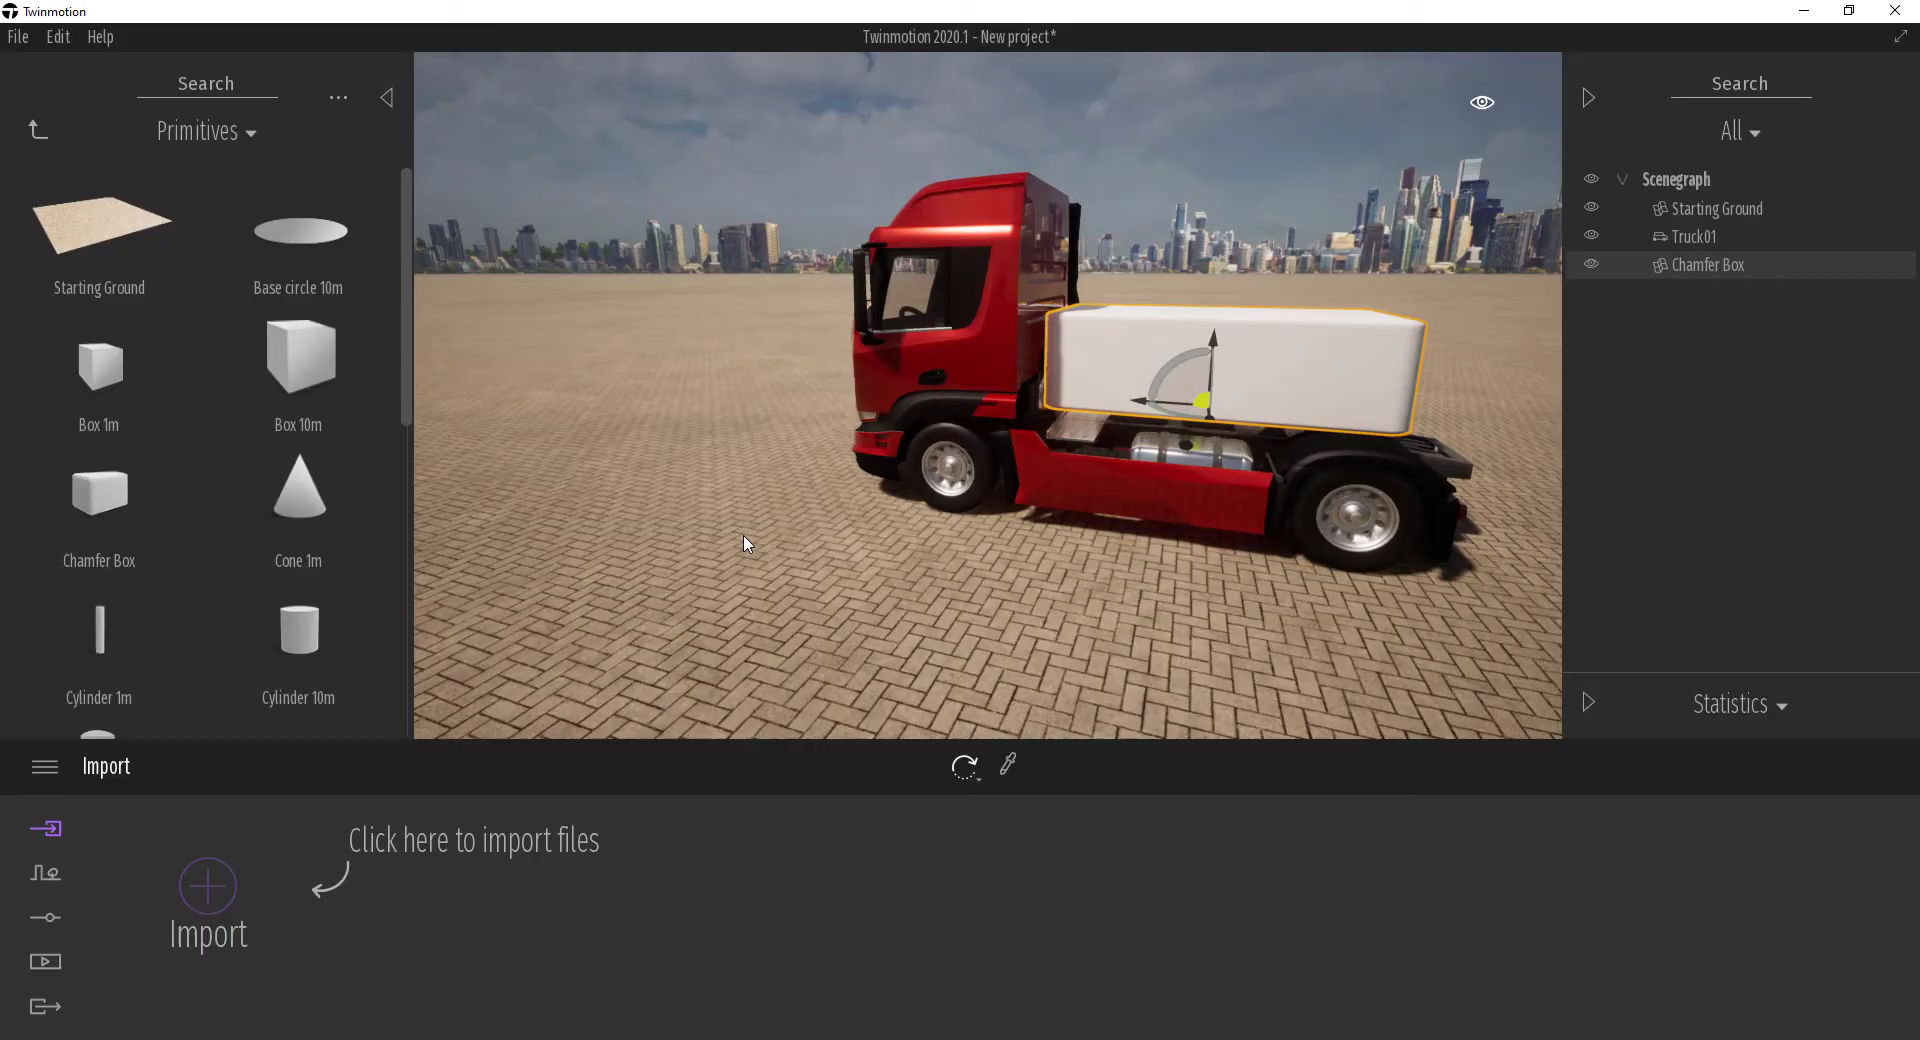 Twinmotion
File Edit Help
Twinmotion 2020.1 - New project*
Search
...
Primitives
Starting Ground
Base circle 10m
Box 1m
Box 10m
Chamfer Box
Cone 1m
Cylinder 1m
Cylinder 10m
Search
All
Scenegraph
Starting Ground
Truck01
Chamfer Box
Statistics
Import
Click here to import files
Import